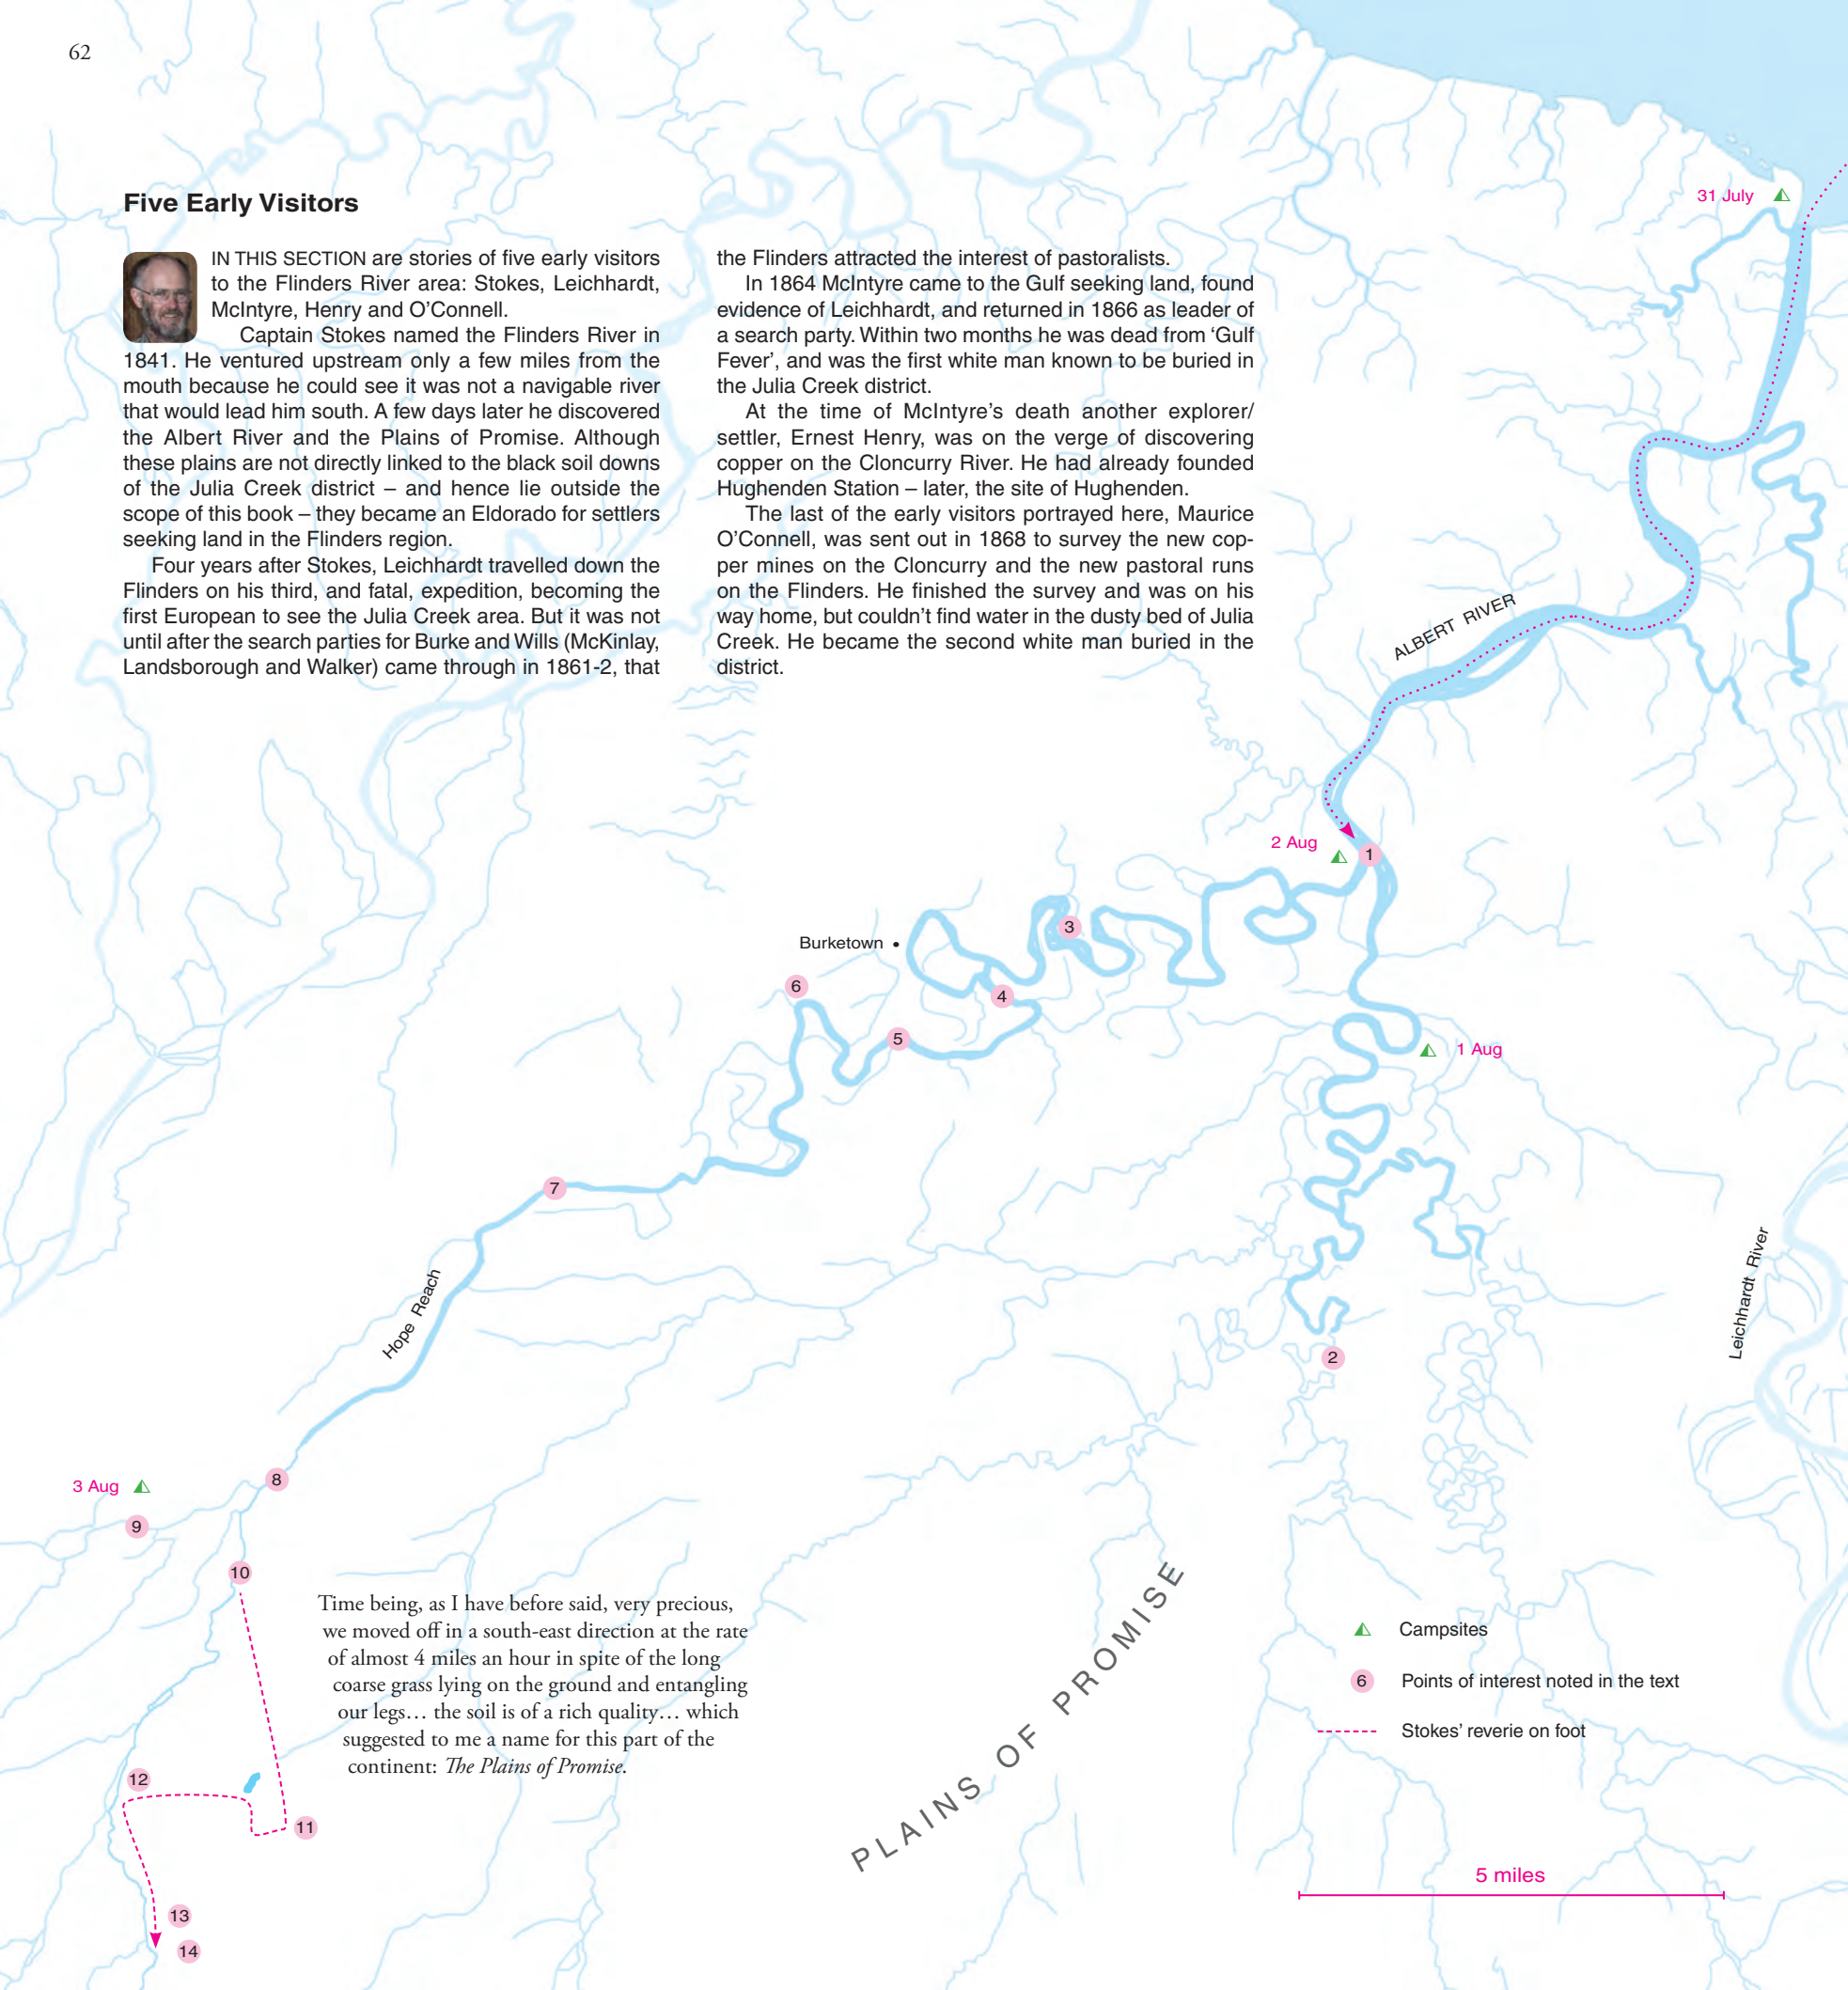 62
Five Early Visitors
IN THIS SECTION are stories of five early visitors
to the Flinders River area: Stokes, Leichhardt,
McIntyre, Henry and O’Connell.
Captain Stokes named the Flinders River in
1841. He ventured upstream only a few miles from the
mouth because he could see it was not a navigable river
that would lead him south. A few days later he discovered
the Albert River and the Plains of Promise. Although
these plains are not directly linked to the black soil downs
of the Julia Creek district – and hence lie outside the
scope of this book – they became an Eldorado for settlers
seeking land in the Flinders region.
Four years after Stokes, Leichhardt travelled down the
Flinders on his third, and fatal, expedition, becoming the
first European to see the Julia Creek area. But it was not
until after the search parties for Burke and Wills (McKinlay,
Landsborough and Walker) came through in 1861-2, that
the Flinders attracted the interest of pastoralists.
In 1864 McIntyre came to the Gulf seeking land, found
evidence of Leichhardt, and returned in 1866 as leader of
a search party. Within two months he was dead from ‘Gulf
Fever’, and was the first white man known to be buried in
the Julia Creek district.
At the time of McIntyre’s death another explorer/
settler, Ernest Henry, was on the verge of discovering
copper on the Cloncurry River. He had already founded
Hughenden Station – later, the site of Hughenden.
The last of the early visitors portrayed here, Maurice
O’Connell, was sent out in 1868 to survey the new cop-
per mines on the Cloncurry and the new pastoral runs
on the Flinders. He finished the survey and was on his
way home, but couldn’t find water in the dusty bed of Julia
Creek. He became the second white man buried in the
district.
31 July
ALBERT RIVER
2 Aug
1
3
Burketown
6
4
5
1 Aug
7
Hope Reach
Leichhardt River
2
8
3 Aug
9
10
Time being, as I have before said, very precious,
we moved off in a south-east direction at the rate
of almost 4 miles an hour in spite of the long
coarse grass lying on the ground and entangling
our legs… the soil is of a rich quality… which
suggested to me a name for this part of the
continent: The Plains of Promise.
12
11
13
14
PLAINS OF PROMISE
Campsites
6 Points of interest noted in the text
Stokes’ reverie on foot
5 miles